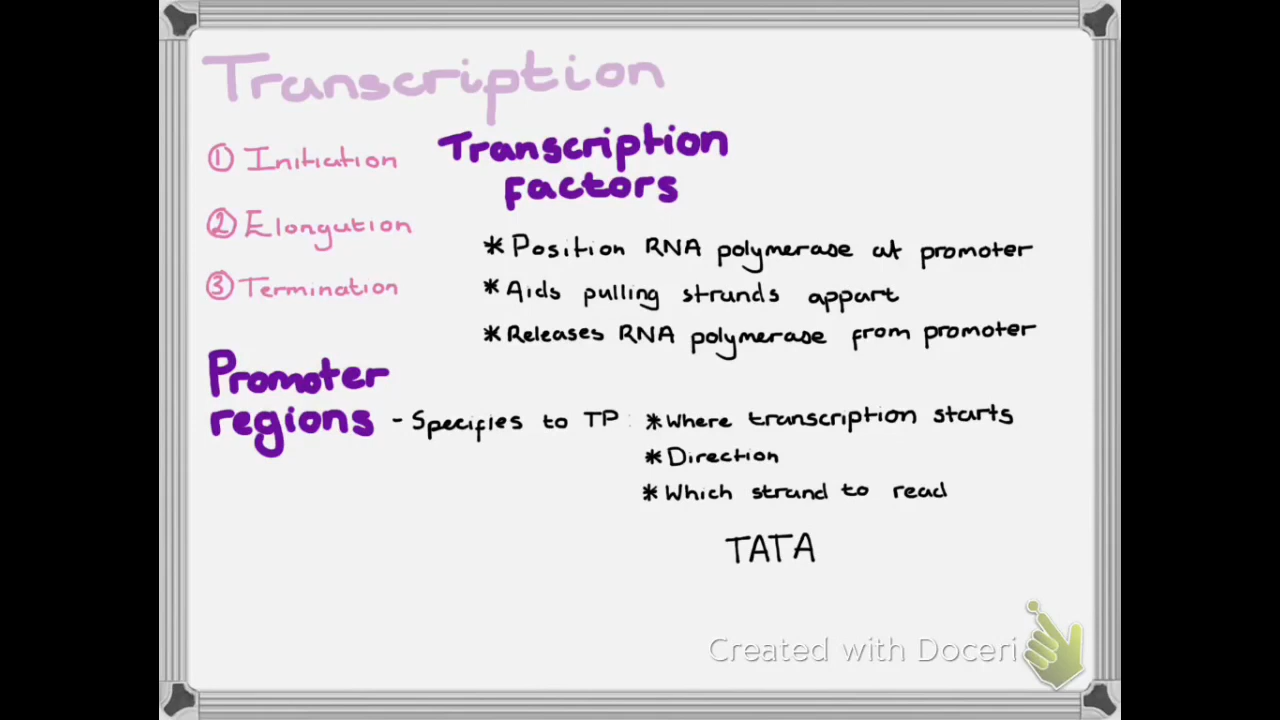 Transcription
① Initiation
② Elongation
③ Termination
Transcription
factors
* Position RNA polymerase at promoter
* Aids pulling strands appart
* Releases RNA polymerase from promoter
Promoter
regions - Specifies to TP: * Where transcription starts
* Direction
* Which strand to read
TATA
Created with Doceri